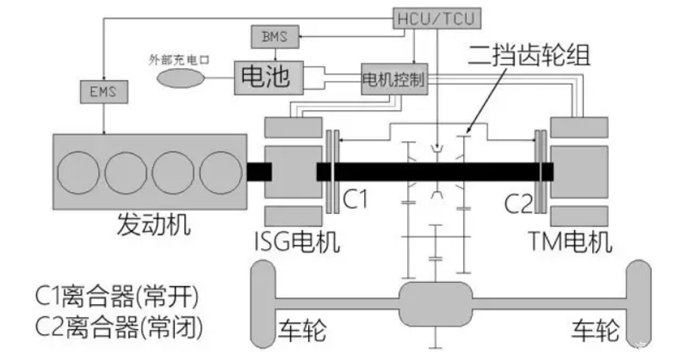 HCU/TCU
BMS
外部充电口
电池
电机控制
二挡齿轮组
EMS
C1
C2
发动机
ISG电机
TM电机
C1离合器(常开)
C2离合器(常闭)
车轮
车轮